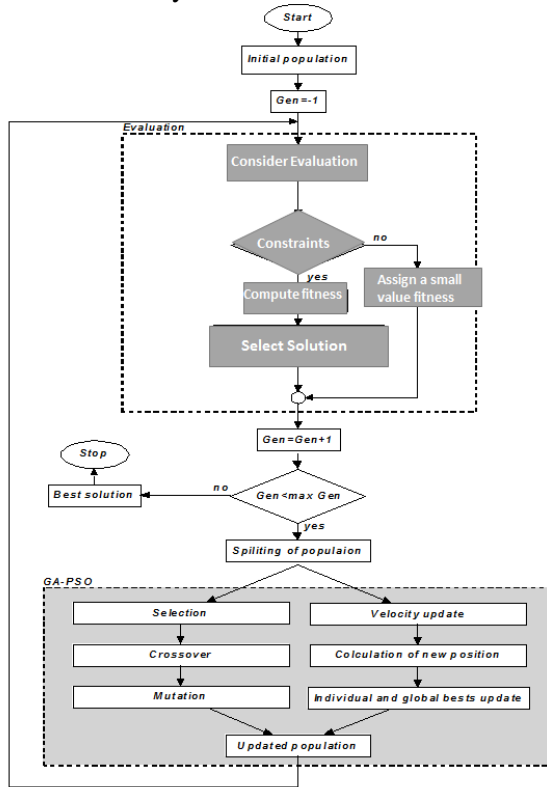 Start
Initial population
Gen=-1
Evaluation
Consider Evaluation
Constraints
no
yes
Compute fitness
Assign a small
value fitness
Select Solution
Gen=Gen+1
Stop
Best solution
no
Gen<max Gen
yes
Spiliting of populaion
GA-PSO
Selection
Velocity update
Crossover
Colculation of new position
Mutation
Individual and global bests update
Updated population